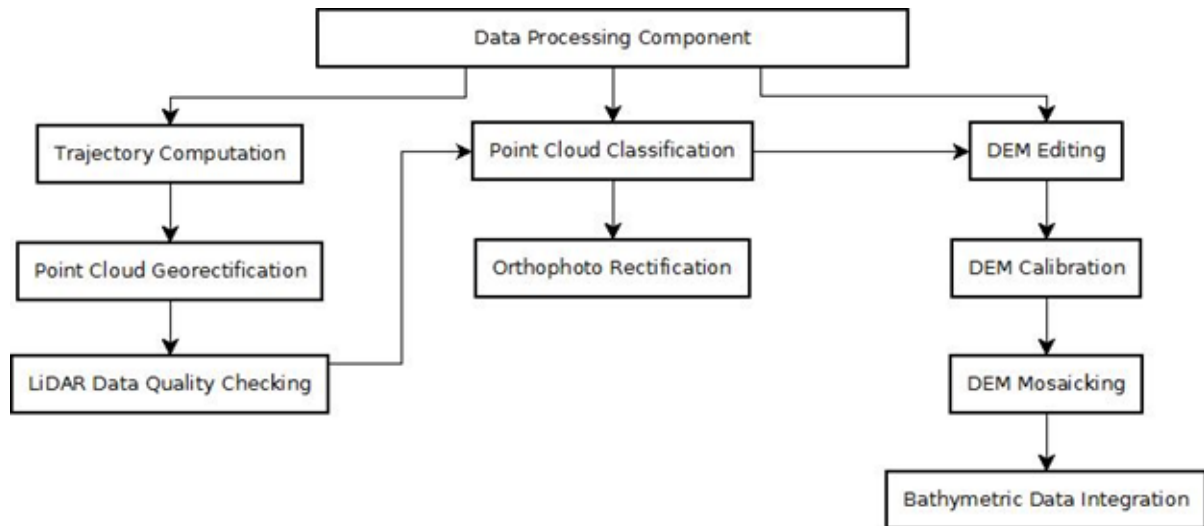 Data Processing Component
Trajectory Computation
Point Cloud Classification
DEM Editing
Point Cloud Georectification
Orthophoto Rectification
DEM Calibration
LiDAR Data Quality Checking
DEM Mosaicking
Bathymetric Data Integration